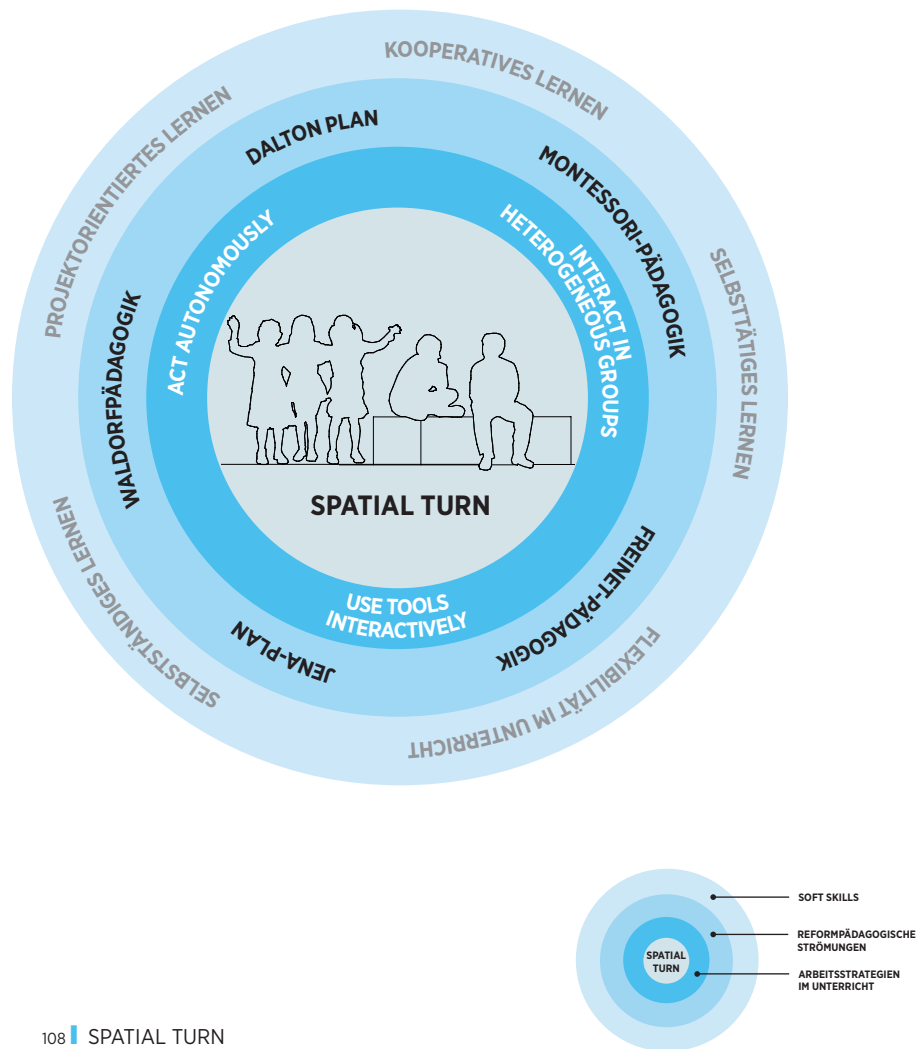 KOOPERATIVES LERNEN
PROJEKTORIENTIERTES LERNEN
SELBSTTÄTIGES LERNEN
SELBSTSTÄNDIGES LERNEN
FLEXIBILITÄT IM UNTERRICHT
DALTON PLAN
MONTESSORI-PÄDAGOGIK
WALDORFPÄDAGOGIK
FREINET-PÄDAGOGIK
JENA-PLAN
ACT AUTONOMOUSLY
INTERACT IN
HETEROGENEOUS GROUPS
USE TOOLS
INTERACTIVELY
SPATIAL TURN
SOFT SKILLS
REFORMPÄDAGOGISCHE
STRÖMUNGEN
ARBEITSSTRATEGIEN
IM UNTERRICHT
SPATIAL
TURN
108 SPATIAL TURN